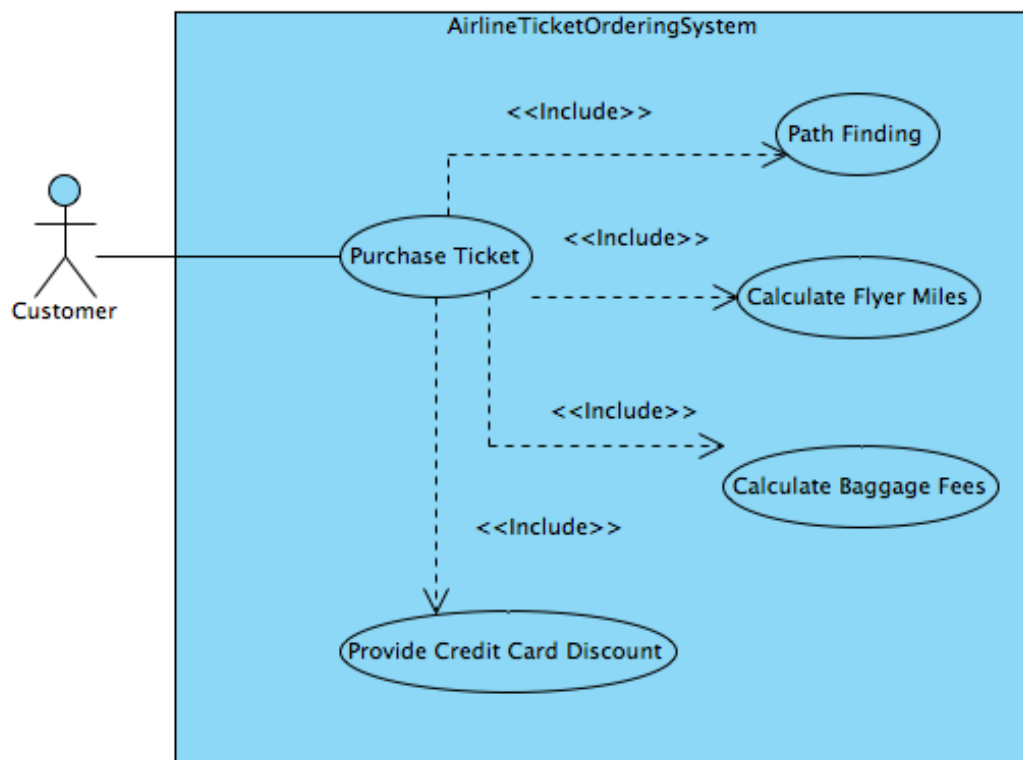 AirlineTicketOrderingSystem
<<Include>>
Path Finding
<<Include>>
Purchase Ticket
Calculate Flyer Miles
Customer
<<Include>>
Calculate Baggage Fees
<<Include>>
Provide Credit Card Discount